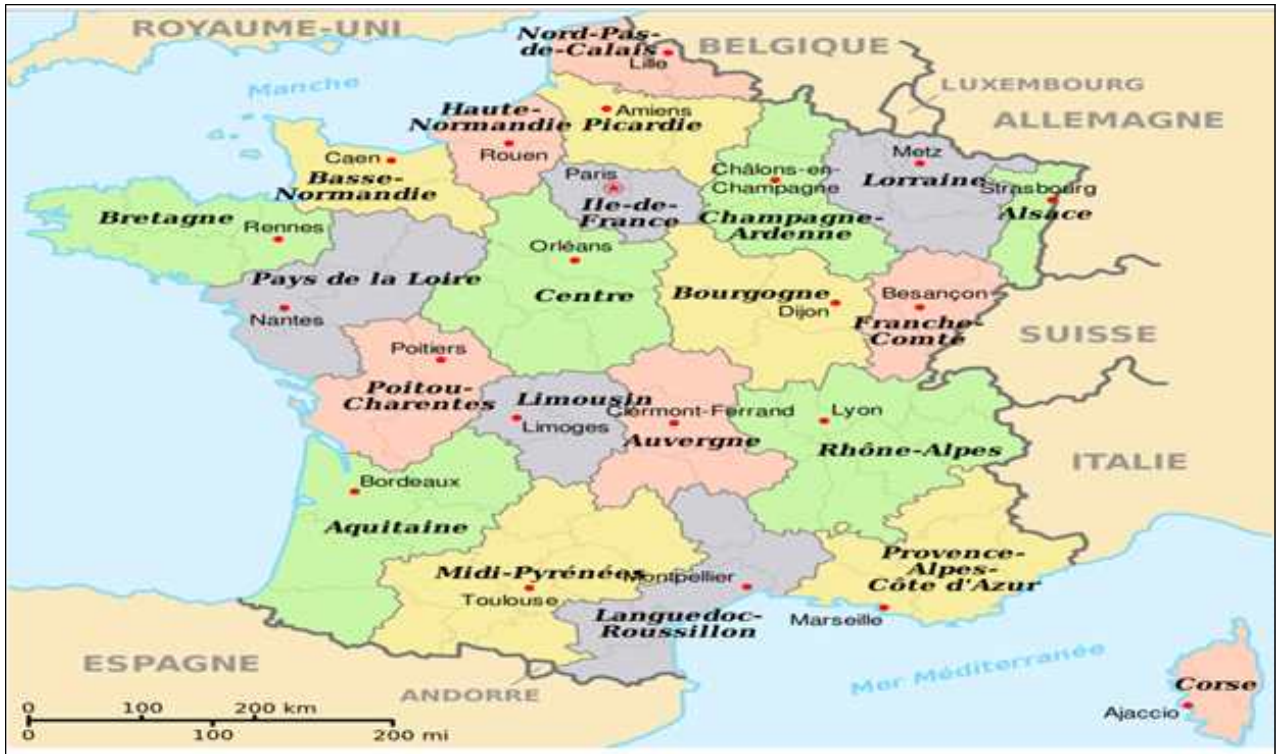 ROYAUME-UNI
Nord-Pas-
de-Calais
Lille
BELGIQUE
LUXEMBOURG
ALLEMAGNE
Manche
Haute-
Normandie
Picardie
Amiens
Rouen
Caen
Basse-
Normandie
Paris
Ile-de-
France
Châlons-en-
Champagne
Champagne-
Ardenne
Metz
Lorraine
Strasbourg
Alsace
Bretagne
Rennes
Pays de la Loire
Nantes
Orléans
Centre
Bourgogne
Dijon
Besançon
Franche-
Comté
SUISSE
Poitiers
Poitou-
Charentes
Limousin
Limoges
Clermont-Ferrand
Auvergne
Lyon
Rhône-Alpes
ITALIE
Bordeaux
Aquitaine
Midi-Pyrénées
Toulouse
Montpellier
Languedoc-
Roussillon
Provence-
Alpes-
Côte d'Azur
Marseille
ESPAGNE
ANDORRE
Mer Méditerranée
Corse
Ajaccio
0 100 200 km
0 100 200 mi